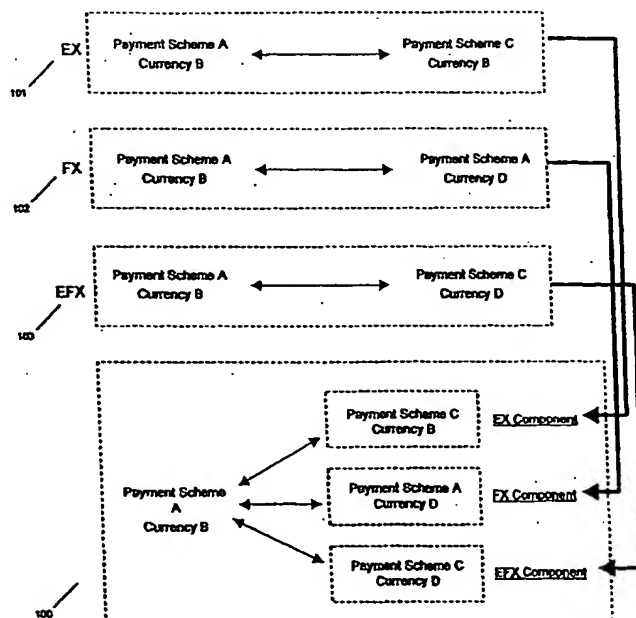 EX
Payment Scheme A
Currency B
Payment Scheme C
Currency B
101
FX
Payment Scheme A
Currency B
Payment Scheme A
Currency D
102
EFX
Payment Scheme A
Currency B
Payment Scheme C
Currency D
103
Payment Scheme C
Currency B
EX Component
Payment Scheme
A
Currency B
Payment Scheme A
Currency D
FX Component
Payment Scheme C
Currency D
EFX Component
100